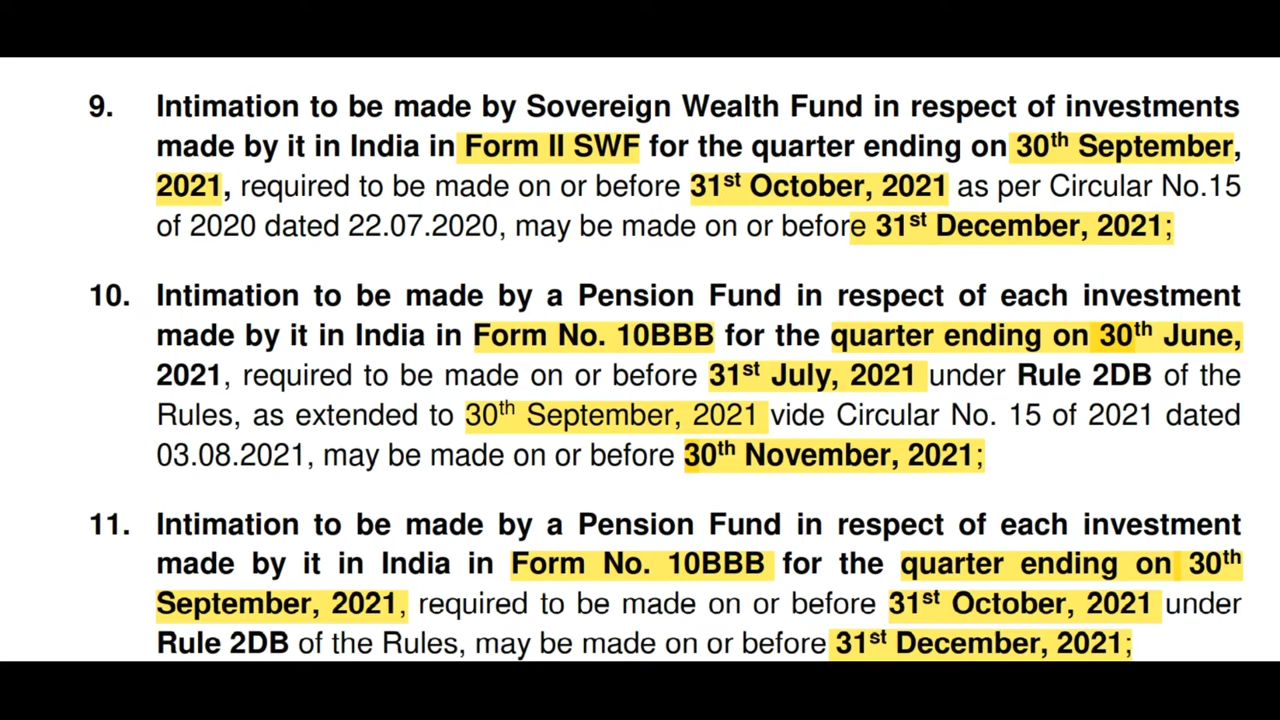 9. Intimation to be made by Sovereign Wealth Fund in respect of investments
made by it in India in Form II SWF for the quarter ending on 30th September,
2021, required to be made on or before 31st October, 2021 as per Circular No.15
of 2020 dated 22.07.2020, may be made on or before 31st December, 2021;
10. Intimation to be made by a Pension Fund in respect of each investment
made by it in India in Form No. 10BBB for the quarter ending on 30th June,
2021, required to be made on or before 31st July, 2021 under Rule 2DB of the
Rules, as extended to 30th September, 2021 vide Circular No. 15 of 2021 dated
03.08.2021, may be made on or before 30th November, 2021;
11. Intimation to be made by a Pension Fund in respect of each investment
made by it in India in Form No. 10BBB for the quarter ending on 30th
September, 2021, required to be made on or before 31st October, 2021 under
Rule 2DB of the Rules, may be made on or before 31st December, 2021;